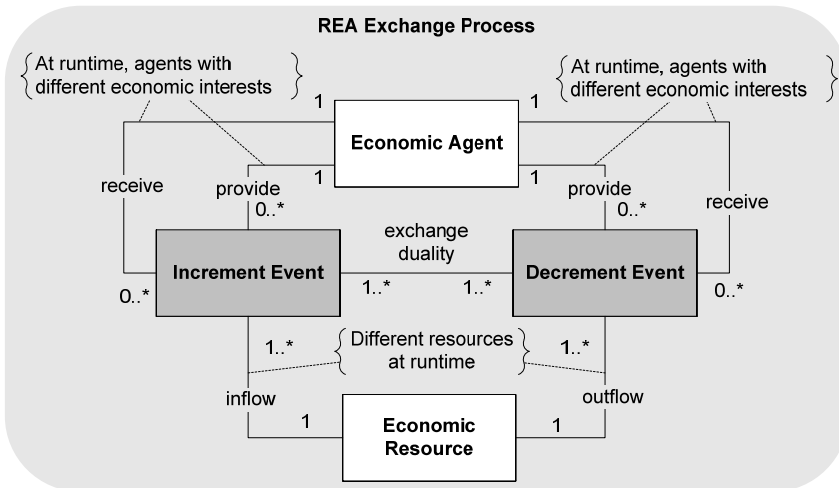 REA Exchange Process
At runtime, agents with
different economic interests
At runtime, agents with
different economic interests
1
1
Economic Agent
1
1
receive
provide
0..*
provide
0..*
receive
exchange
duality
Increment Event
Decrement Event
0..*
1..*
1..*
0..*
1..*
Different resources
at runtime
1..*
inflow
outflow
1
Economic
Resource
1